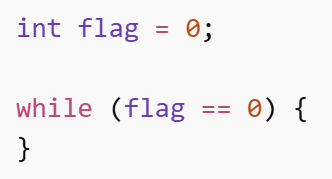 int flag = 0;
while (flag == 0) {
}